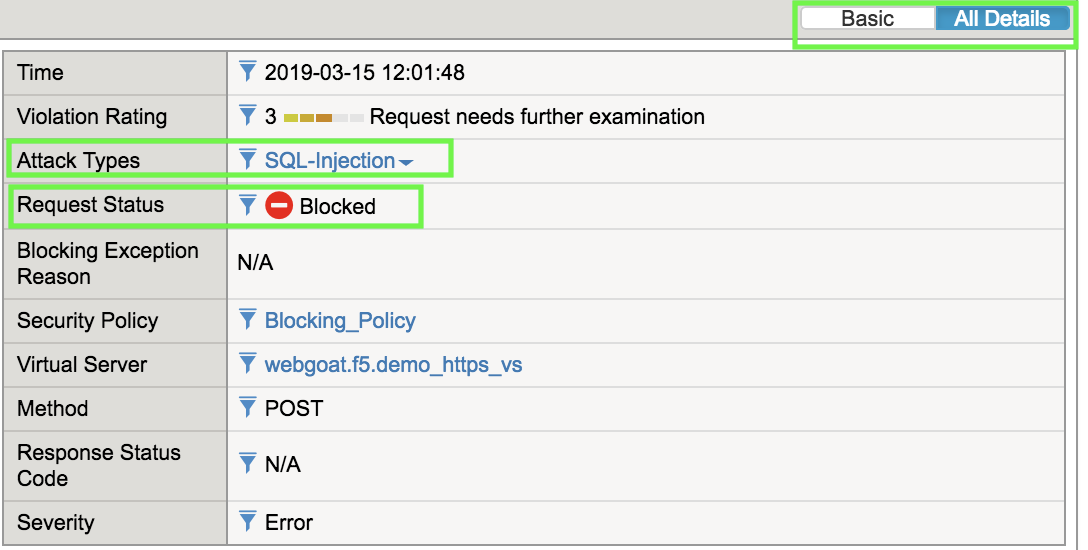 Basic All Details
Time 2019-03-15 12:01:48
Violation Rating 3 Request needs further examination
Attack Types SQL-Injection
Request Status Blocked
Blocking Exception
Reason N/A
Security Policy Blocking_Policy
Virtual Server webgoat.f5.demo_https_vs
Method POST
Response Status
Code N/A
Severity Error